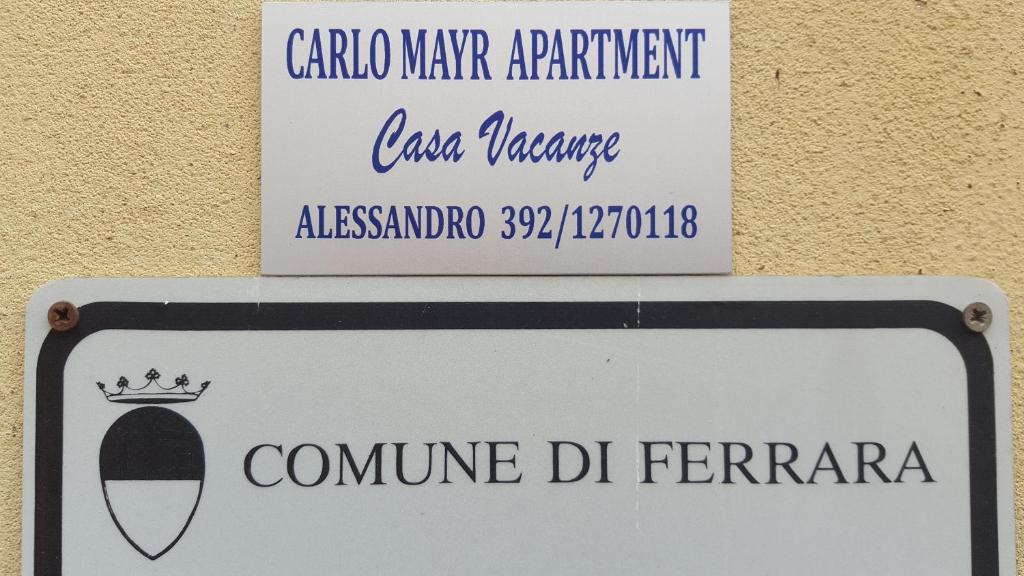 CARLO MAYR APARTMENT
Casa Vacanze
ALESSANDRO 392/1270118
COMUNE DI FERRARA